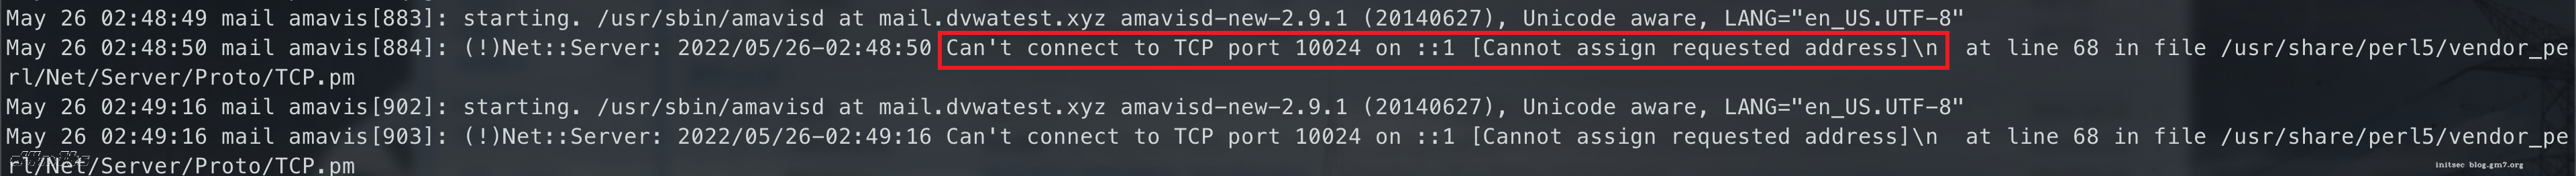 May 26 02:48:49 mail amavis[883]: starting. /usr/sbin/amavisd at mail.dvwatest.xyz amavisd-new-2.9.1 (20140627), Unicode aware, LANG="en_US.UTF-8"
May 26 02:48:50 mail amavis[884]: (!)Net::Server: 2022/05/26-02:48:50 Can't connect to TCP port 10024 on ::1 [Cannot assign requested address]\n  at line 68 in file /usr/share/perl5/vendor_pe
rl/Net/Server/Proto/TCP.pm
May 26 02:49:16 mail amavis[902]: starting. /usr/sbin/amavisd at mail.dvwatest.xyz amavisd-new-2.9.1 (20140627), Unicode aware, LANG="en_US.UTF-8"
May 26 02:49:16 mail amavis[903]: (!)Net::Server: 2022/05/26-02:49:16 Can't connect to TCP port 10024 on ::1 [Cannot assign requested address]\n  at line 68 in file /usr/share/perl5/vendor_pe
rl/Net/Server/Proto/TCP.pm
initsec blog.gm7.org